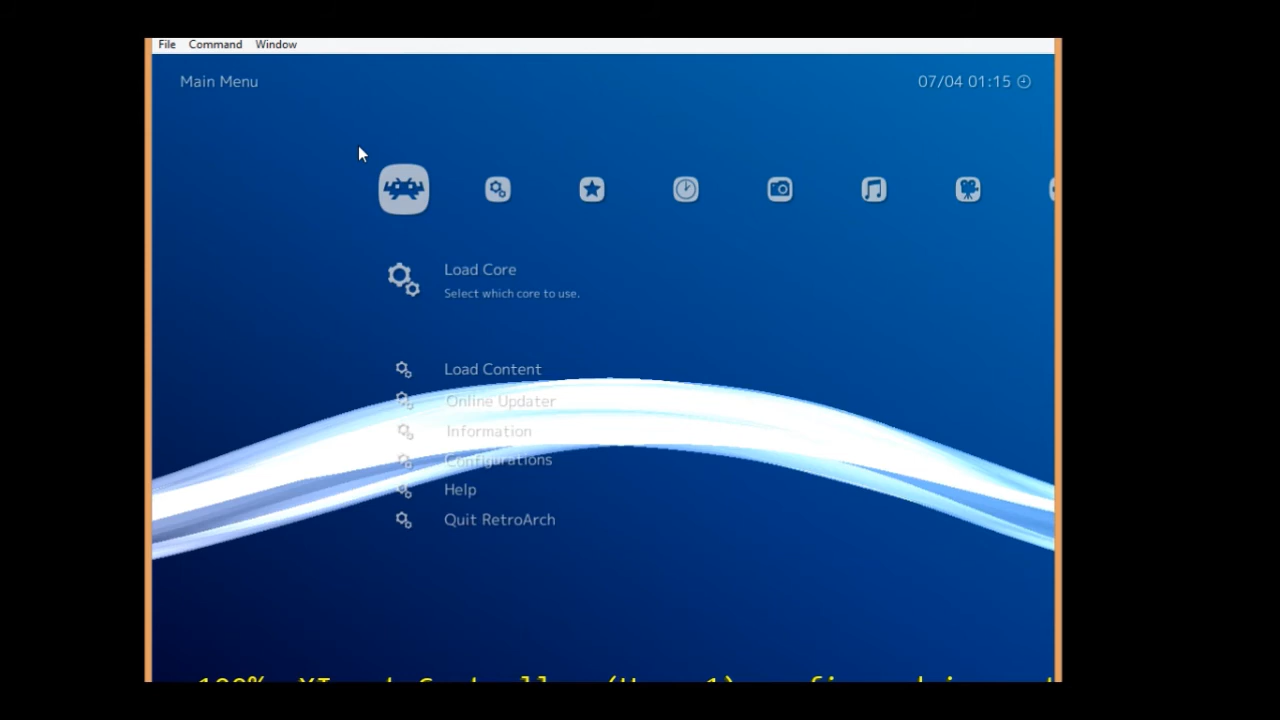 File Command Window
Main Menu 07/04 01:15
Load Core
Select which core to use.
Load Content
Online Updater
Information
Configurations
Help
Quit RetroArch